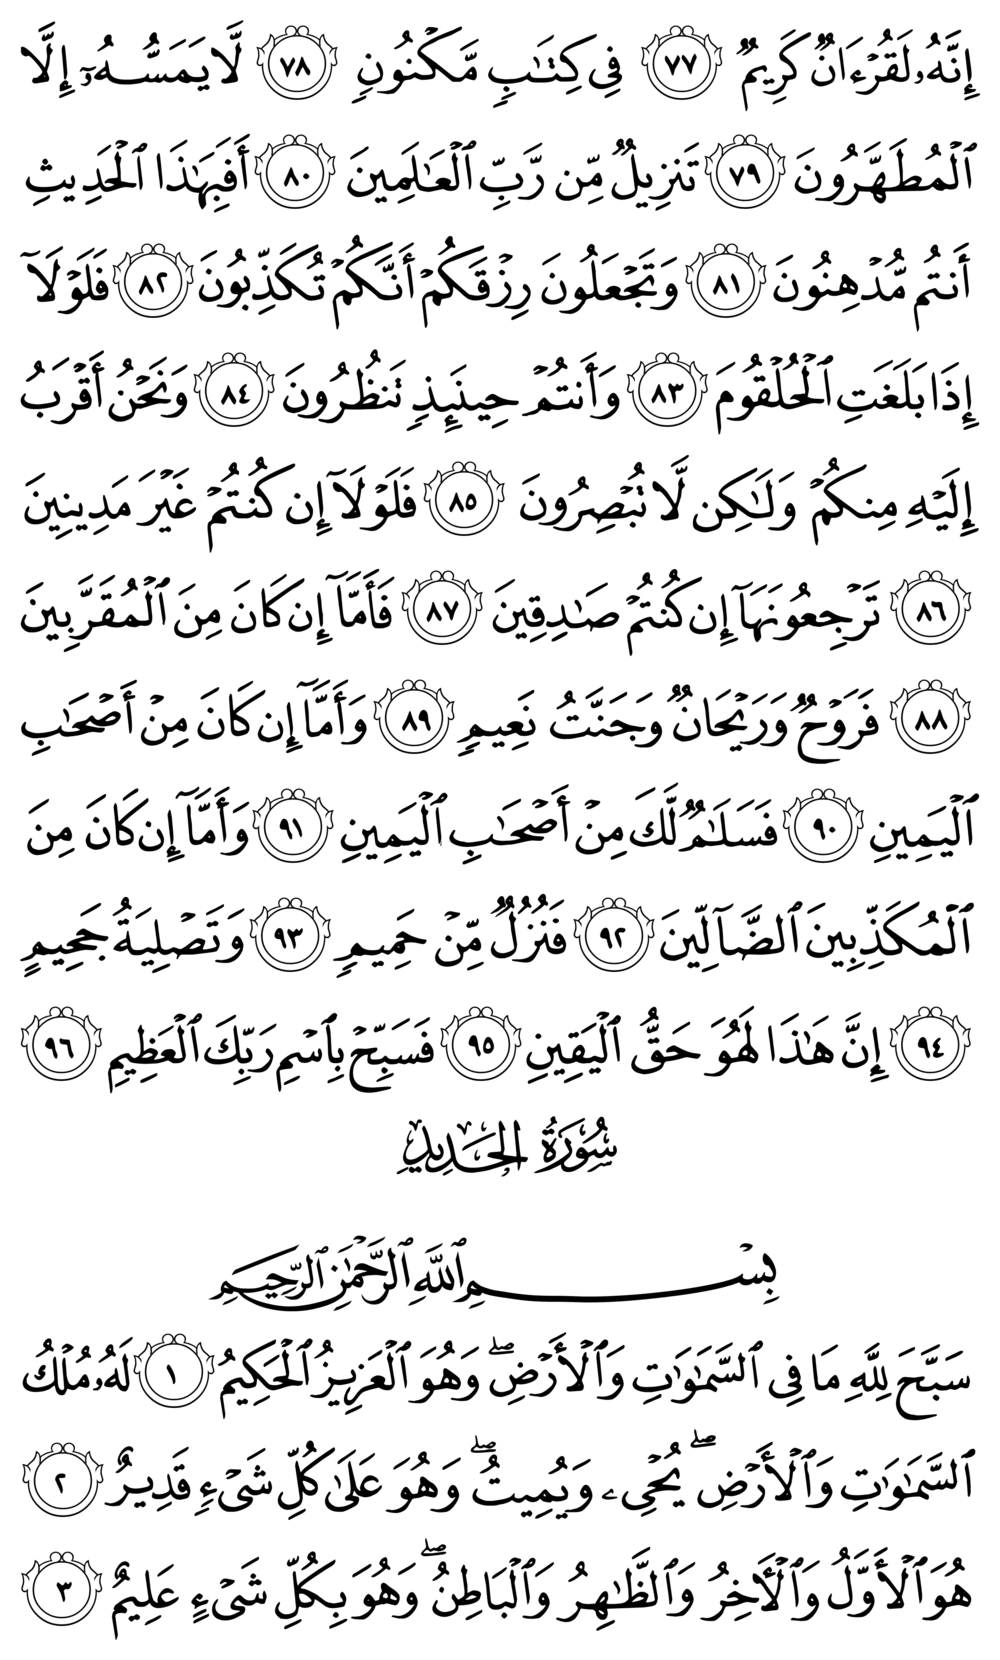 إِنَّهُۥ لَقُرۡءَانٞ كَرِيمٞ ٧٧ فِي كِتَٰبٖ مَّكۡنُونٖ ٧٨ لَّا يَمَسُّهُۥٓ إِلَّا
ٱلۡمُطَهَّرُونَ ٧٩ تَنزِيلٞ مِّن رَّبِّ ٱلۡعَٰلَمِينَ ٨٠ أَفَبِهَٰذَا ٱلۡحَدِيثِ
أَنتُم مُّدۡهِنُونَ ٨١ وَتَجۡعَلُونَ رِزۡقَكُمۡ أَنَّكُمۡ تُكَذِّبُونَ ٨٢ فَلَوۡلَآ
إِذَا بَلَغَتِ ٱلۡحُلۡقُومَ ٨٣ وَأَنتُمۡ حِينَئِذٖ تَنظُرُونَ ٨٤ وَنَحۡنُ أَقۡرَبُ
إِلَيۡهِ مِنكُمۡ وَلَٰكِن لَّا تُبۡصِرُونَ ٨٥ فَلَوۡلَآ إِن كُنتُمۡ غَيۡرَ مَدِينِينَ
٨٦ تَرۡجِعُونَهَآ إِن كُنتُمۡ صَٰدِقِينَ ٨٧ فَأَمَّآ إِن كَانَ مِنَ ٱلۡمُقَرَّبِينَ
٨٨ فَرَوۡحٞ وَرَيۡحَانٞ وَجَنَّتُ نَعِيمٖ ٨٩ وَأَمَّآ إِن كَانَ مِنۡ أَصۡحَٰبِ
ٱلۡيَمِينِ ٩٠ فَسَلَٰمٞ لَّكَ مِنۡ أَصۡحَٰبِ ٱلۡيَمِينِ ٩١ وَأَمَّآ إِن كَانَ مِنَ
ٱلۡمُكَذِّبِينَ ٱلضَّآلِّينَ ٩٢ فَنُزُلٞ مِّنۡ حَمِيمٖ ٩٣ وَتَصۡلِيَةُ جَحِيمٍ
٩٤ إِنَّ هَٰذَا لَهُوَ حَقُّ ٱلۡيَقِينِ ٩٥ فَسَبِّحۡ بِٱسۡمِ رَبِّكَ ٱلۡعَظِيمِ ٩٦
سُورَةُ الحَدِيدِ
بِسۡمِ ٱللَّهِ ٱلرَّحۡمَٰنِ ٱلرَّحِيمِ
سَبَّحَ لِلَّهِ مَا فِي ٱلسَّمَٰوَٰتِ وَٱلۡأَرۡضِۖ وَهُوَ ٱلۡعَزِيزُ ٱلۡحَكِيمُ ١ لَهُۥ مُلۡكُ
ٱلسَّمَٰوَٰتِ وَٱلۡأَرۡضِۖ يُحۡيِۦ وَيُمِيتُۖ وَهُوَ عَلَىٰ كُلِّ شَيۡءٖ قَدِيرٌ ٢
هُوَ ٱلۡأَوَّلُ وَٱلۡأٓخِرُ وَٱلظَّٰهِرُ وَٱلۡبَاطِنُۖ وَهُوَ بِكُلِّ شَيۡءٍ عَلِيمٌ ٣